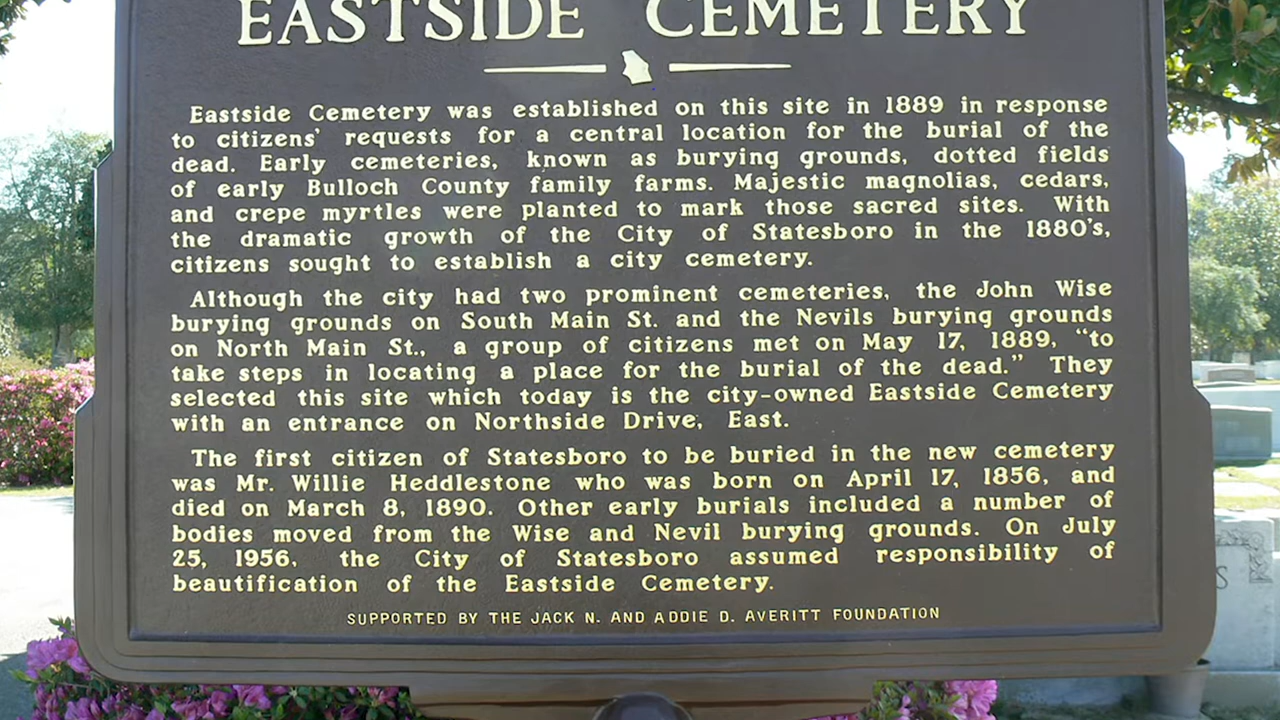 EASTSIDE CEMETERY
Eastside Cemetery was established on this site in 1889 in response
to citizens' requests for a central location for the burial of the
dead. Early cemeteries, known as burying grounds, dotted fields
of early Bulloch County family farms. Majestic magnolias, cedars,
and crepe myrtles were planted to mark those sacred sites. With
the dramatic growth of the City of Statesboro in the 1880's,
citizens sought to establish a city cemetery.
Although the city had two prominent cemeteries, the John Wise
burying grounds on South Main St. and the Nevils burying grounds
on North Main St., a group of citizens met on May 17, 1889, "to
take steps in locating a place for the burial of the dead." They
selected this site which today is the city-owned Eastside Cemetery
with an entrance on Northside Drive, East.
The first citizen of Statesboro to be buried in the new cemetery
was Mr. Willie Heddlestone who was born on April 17, 1856, and
died on March 8, 1890. Other early burials included a number of
bodies moved from the Wise and Nevil burying grounds. On July
25, 1956, the City of Statesboro assumed responsibility of
beautification of the Eastside Cemetery.
SUPPORTED BY THE JACK N. AND ADDIE D. AVERITT FOUNDATION